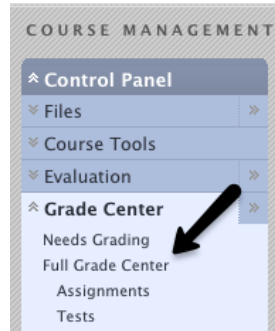 COURSE MANAGEMENT
Control Panel
Files
Course Tools
Evaluation
Grade Center
Needs Grading
Full Grade Center
Assignments
Tests